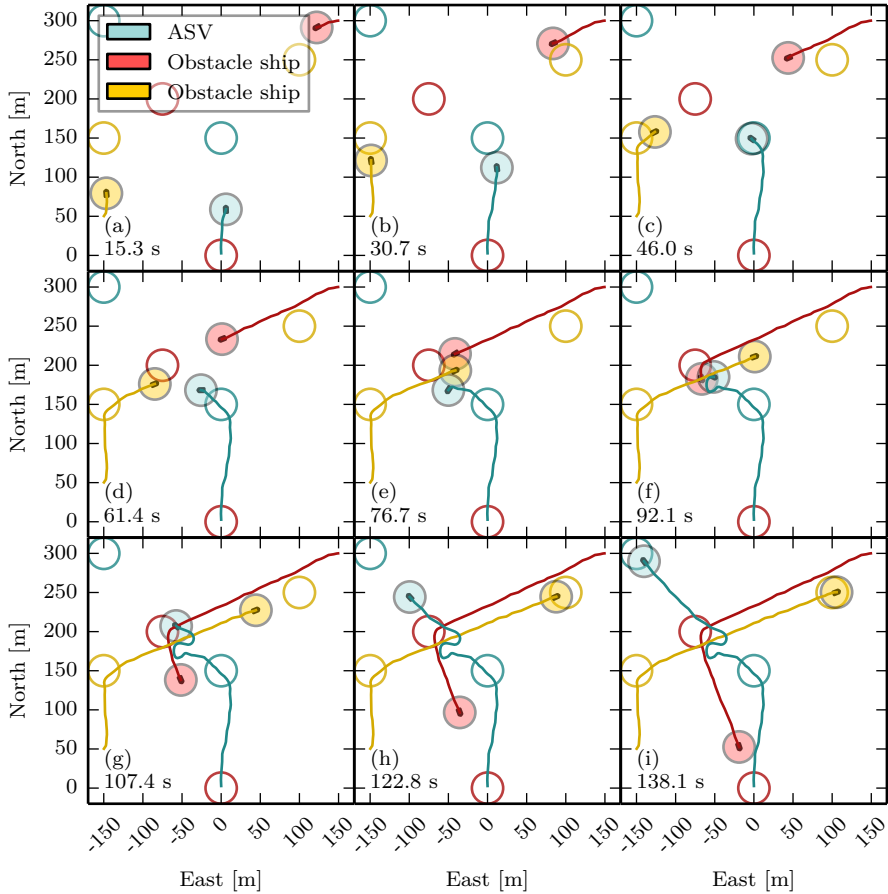 ASV
Obstacle ship
Obstacle ship
North [m]
300
250
200
150
100
50
0
(a)
15.3 s
(b)
30.7 s
(c)
46.0 s
North [m]
300
250
200
150
100
50
0
(d)
61.4 s
(e)
76.7 s
(f)
92.1 s
North [m]
300
250
200
150
100
50
0
(g)
107.4 s
(h)
122.8 s
(i)
138.1 s
-150 -100 -50 0 50 100 150
-150 -100 -50 0 50 100 150
-150 -100 -50 0 50 100 150
East [m] East [m] East [m]